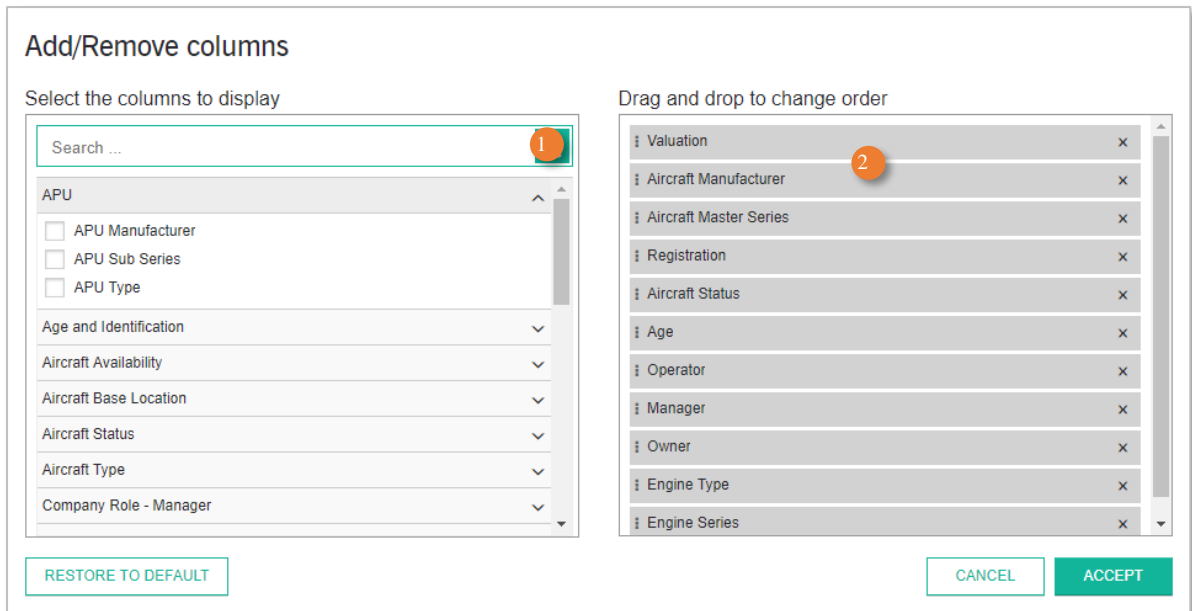 Add/Remove columns
Select the columns to display
Search ...
1
APU
APU Manufacturer
APU Sub Series
APU Type
Age and Identification
Aircraft Availability
Aircraft Base Location
Aircraft Status
Aircraft Type
Company Role - Manager
Drag and drop to change order
Valuation
2
Aircraft Manufacturer
Aircraft Master Series
Registration
Aircraft Status
Age
Operator
Manager
Owner
Engine Type
Engine Series
RESTORE TO DEFAULT
CANCEL
ACCEPT